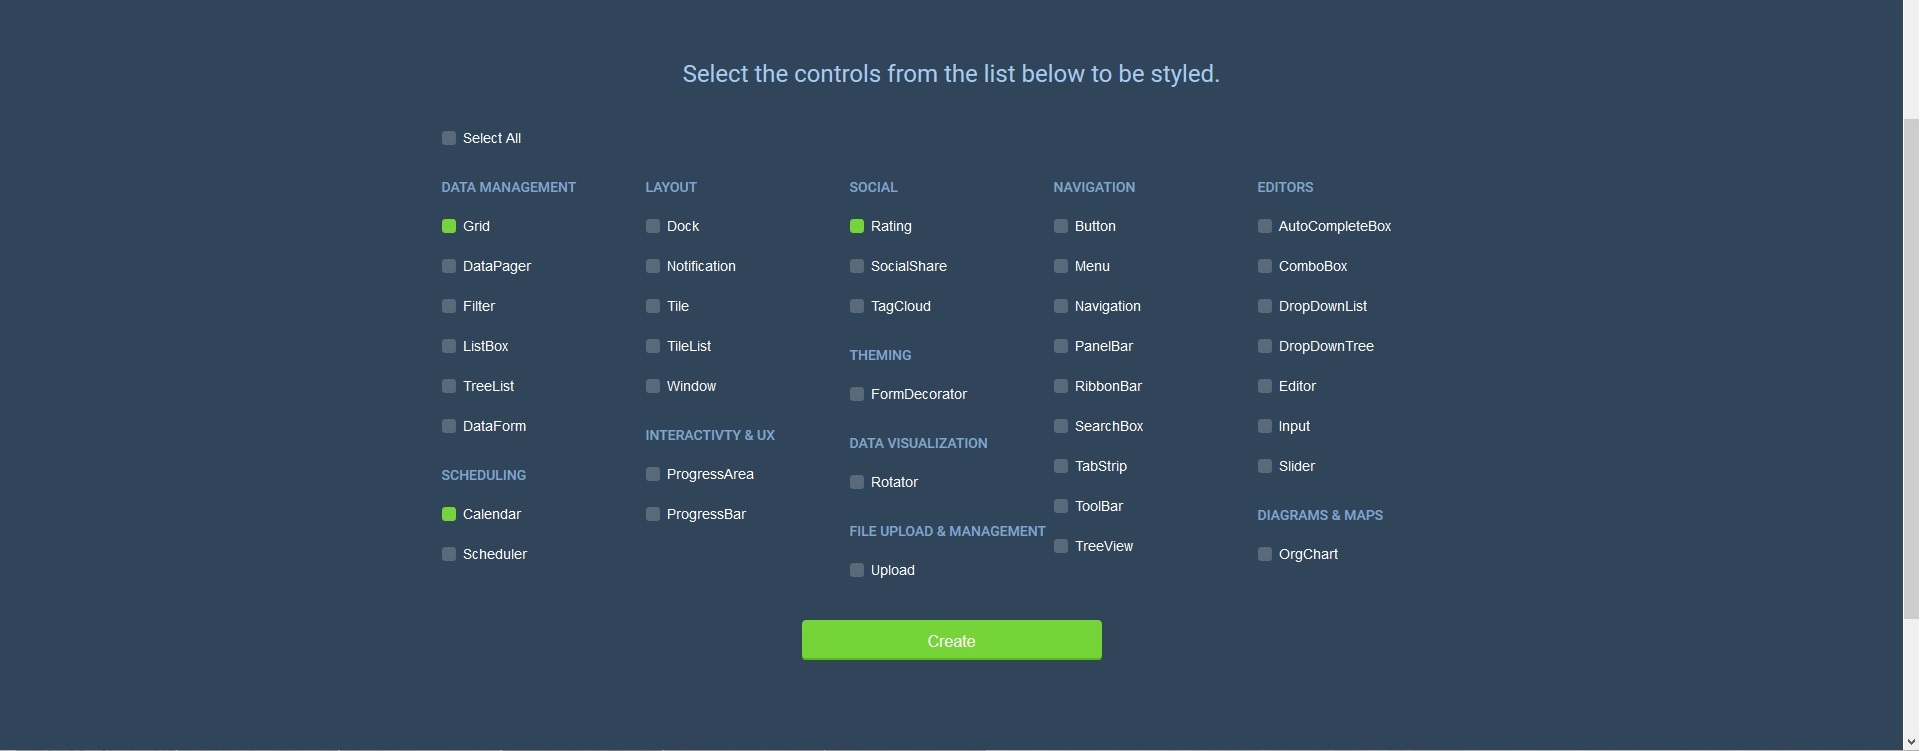 Select the controls from the list below to be styled.
Select All
DATA MANAGEMENT
Grid
DataPager
Filter
ListBox
TreeList
DataForm
SCHEDULING
Calendar
Scheduler
LAYOUT
Dock
Notification
Tile
TileList
Window
INTERACTIVTY & UX
ProgressArea
ProgressBar
SOCIAL
Rating
SocialShare
TagCloud
THEMING
FormDecorator
DATA VISUALIZATION
Rotator
FILE UPLOAD & MANAGEMENT
Upload
NAVIGATION
Button
Menu
Navigation
PanelBar
RibbonBar
SearchBox
TabStrip
ToolBar
TreeView
EDITORS
AutoCompleteBox
ComboBox
DropDownList
DropDownTree
Editor
Input
Slider
DIAGRAMS & MAPS
OrgChart
Create